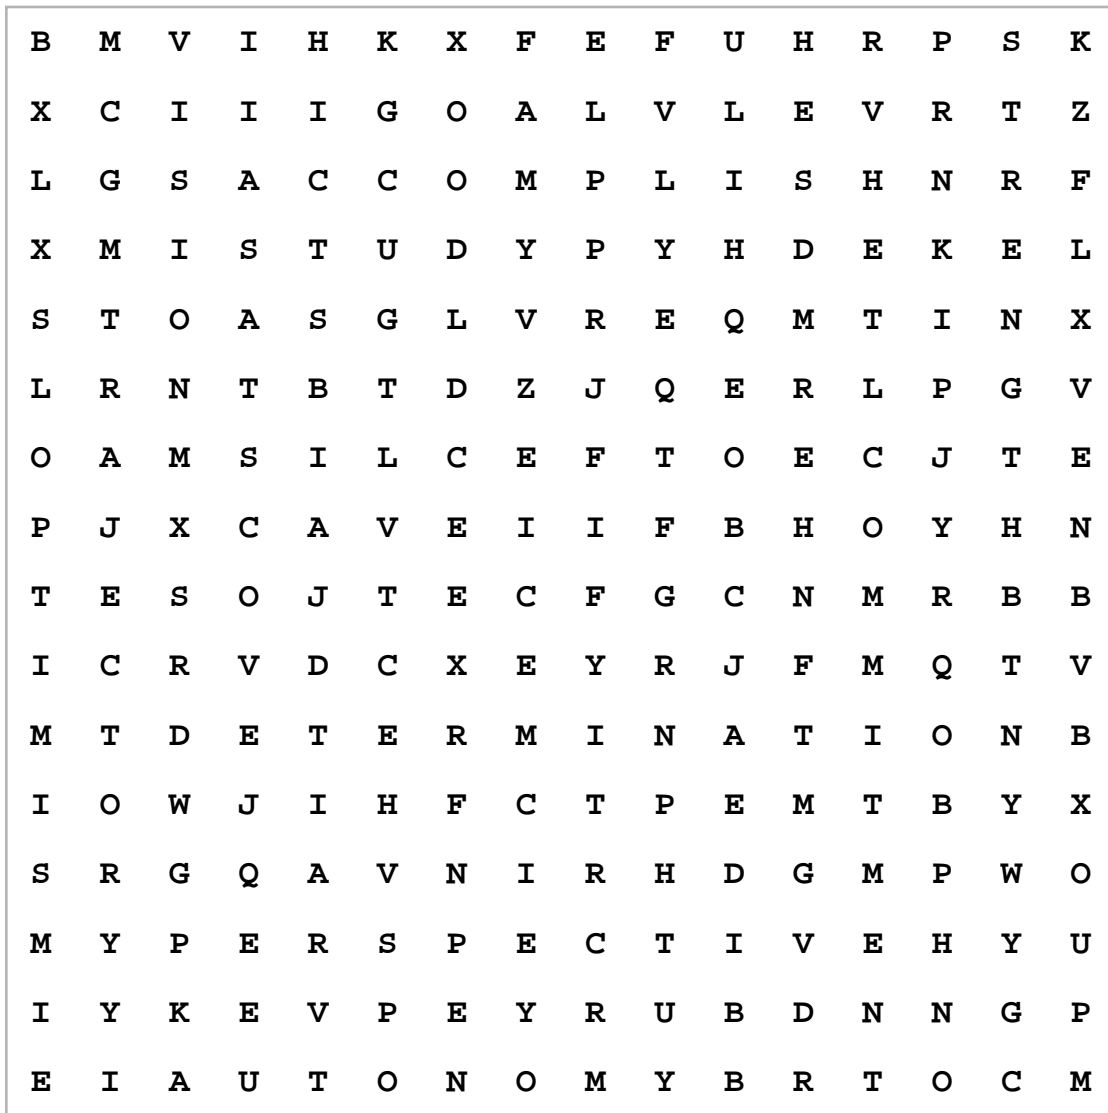 B M V I H K X F E F U H R P S K
X C I I I G O A L V L E V R T Z
L G S A C C O M P L I S H N R F
X M I S T U D Y P Y H D E K E L
S T O A S G L V R E Q M T I N X
L R N T B T D Z J Q E R L P G V
O A M S I L C E F T O E C J T E
P J X C A V E I I F B H O Y H N
T E S O J T E C F G C N M R B B
I C R V D C X E Y R J F M Q T V
M T D E T E R M I N A T I O N B
I O W J I H F C T P E M T B Y X
S R G Q A V N I R H D G M P W O
M Y P E R S P E C T I V E H Y U
I Y K E V P E Y R U B D N N G P
E I A U T O N O M Y B R T O C M